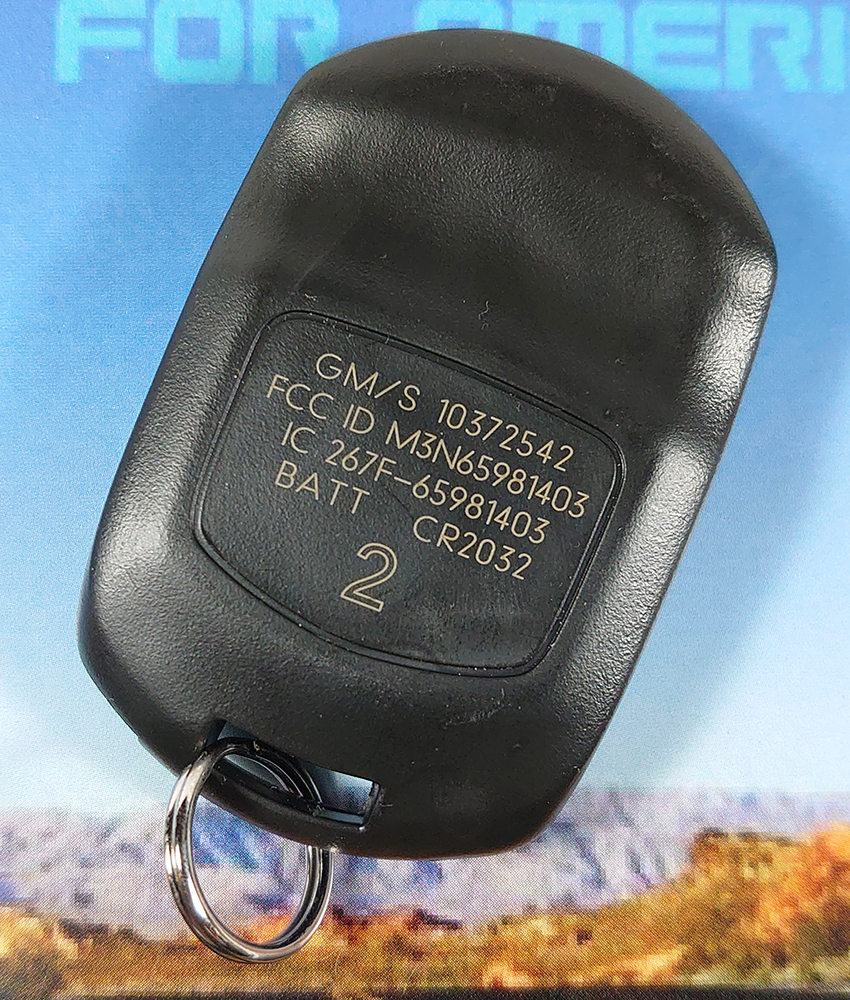 FOR AMERI
GM/S 10372542
FCC ID M3N65981403
IC 267F-65981403
BATT CR2032
2